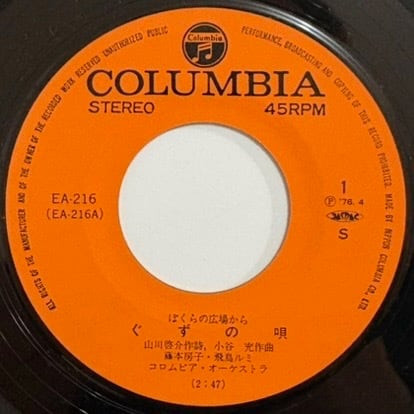 ALL RIGHTS OF THE MANUFACTURER AND OF THE OWNER OF THE RECORDED WORK RESERVED UNAUTHORIZED PUBLIC PERFORMANCE, BROADCASTING AND COPYING OF THIS RECORD PROHIBITED. MADE BY NIPPON COLUMBIA CO., LTD.
Columbia
COLUMBIA
STEREO 45RPM
EA-216 1
(EA-216A) Ⓟ '76. 4
S
ぼくらの広場から
ぐずの唄
山川啓介作詩, 小谷 充作曲
藤本房子・飛鳥ルミ
コロムビア・オーケストラ
(2:47)